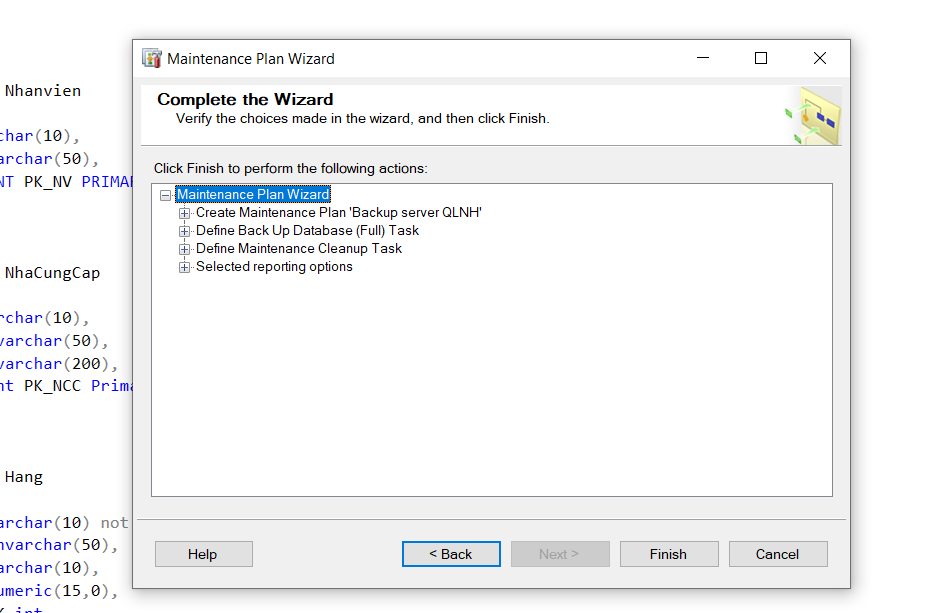 Maintenance Plan Wizard
Complete the Wizard
Verify the choices made in the wizard, and then click Finish.
Click Finish to perform the following actions:
Maintenance Plan Wizard
Create Maintenance Plan 'Backup server QLNH'
Define Back Up Database (Full) Task
Define Maintenance Cleanup Task
Selected reporting options
Help
< Back
Next >
Finish
Cancel
Nhanvien
char(10),
archar(50),
NT PK_NV PRIMAR
NhaCungCap
rchar(10),
varchar(50),
varchar(200),
nt PK_NCC Prima
Hang
archar(10) not
nvarchar(50),
archar(10),
umeric(15,0),
int